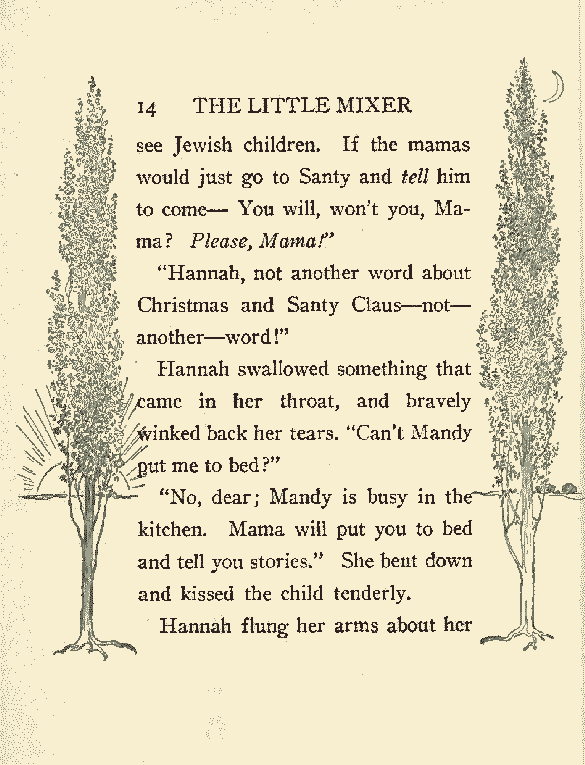 14 THE LITTLE MIXER
see Jewish children. If the mamas
would just go to Santy and tell him
to come— You will, won't you, Ma-
ma? Please, Mama!"
"Hannah, not another word about
Christmas and Santy Claus—not—
another—word!"
Hannah swallowed something that
came in her throat, and bravely
winked back her tears. "Can't Mandy
put me to bed?"
"No, dear; Mandy is busy in the
kitchen. Mama will put you to bed
and tell you stories." She bent down
and kissed the child tenderly.
Hannah flung her arms about her